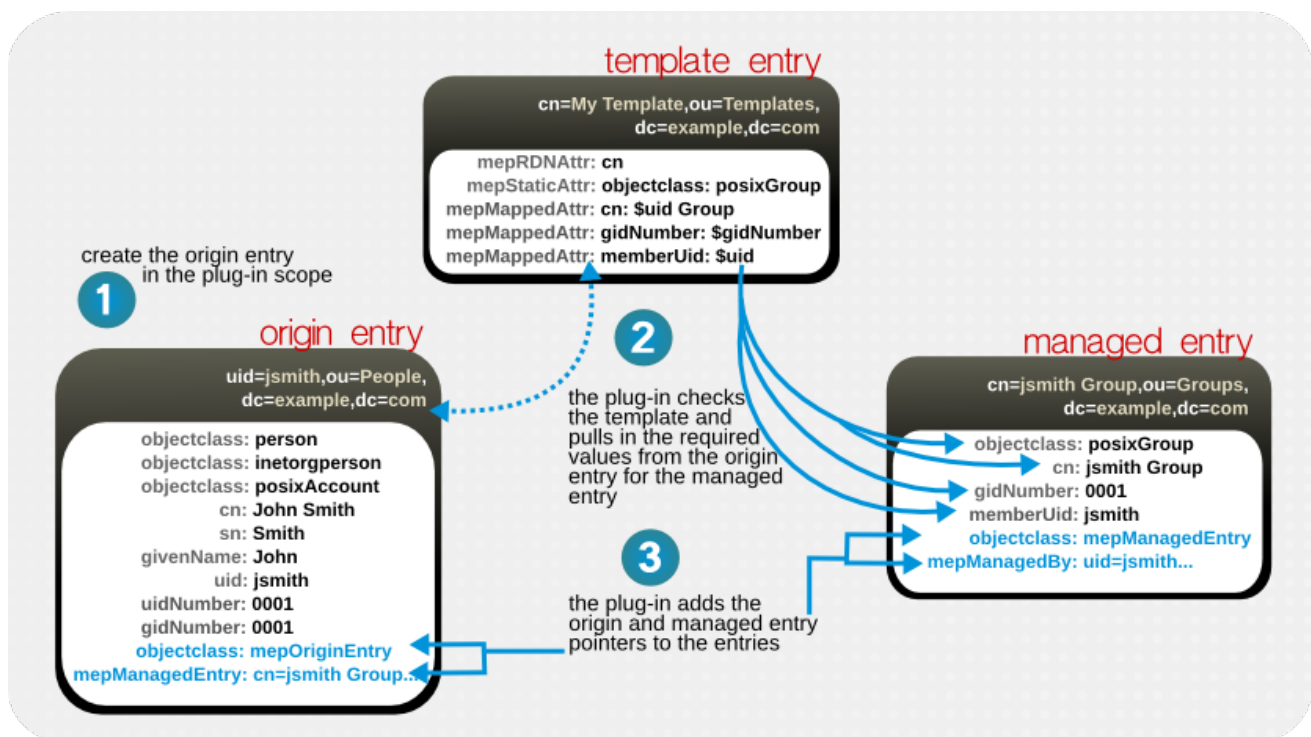 template entry
cn=My Template,ou=Templates,
dc=example,dc=com
mepRDNAttr: cn
mepStaticAttr: objectclass: posixGroup
mepMappedAttr: cn: $uid Group
mepMappedAttr: gidNumber: $gidNumber
mepMappedAttr: memberUid: $uid
create the origin entry
in the plug-in scope
1
origin entry
uid=jsmith,ou=People,
dc=example,dc=com
objectclass: person
objectclass: inetorgperson
objectclass: posixAccount
cn: John Smith
sn: Smith
givenName: John
uid: jsmith
uidNumber: 0001
gidNumber: 0001
objectclass: mepOriginEntry
mepManagedEntry: cn=jsmith Group...
2
the plug-in checks
the template and
pulls in the required
values from the origin
entry for the managed
entry
3
the plug-in adds the
origin and managed entry
pointers to the entries
managed entry
cn=jsmith Group,ou=Groups,
dc=example,dc=com
objectclass: posixGroup
cn: jsmith Group
gidNumber: 0001
memberUid: jsmith
objectclass: mepManagedEntry
mepManagedBy: uid=jsmith...